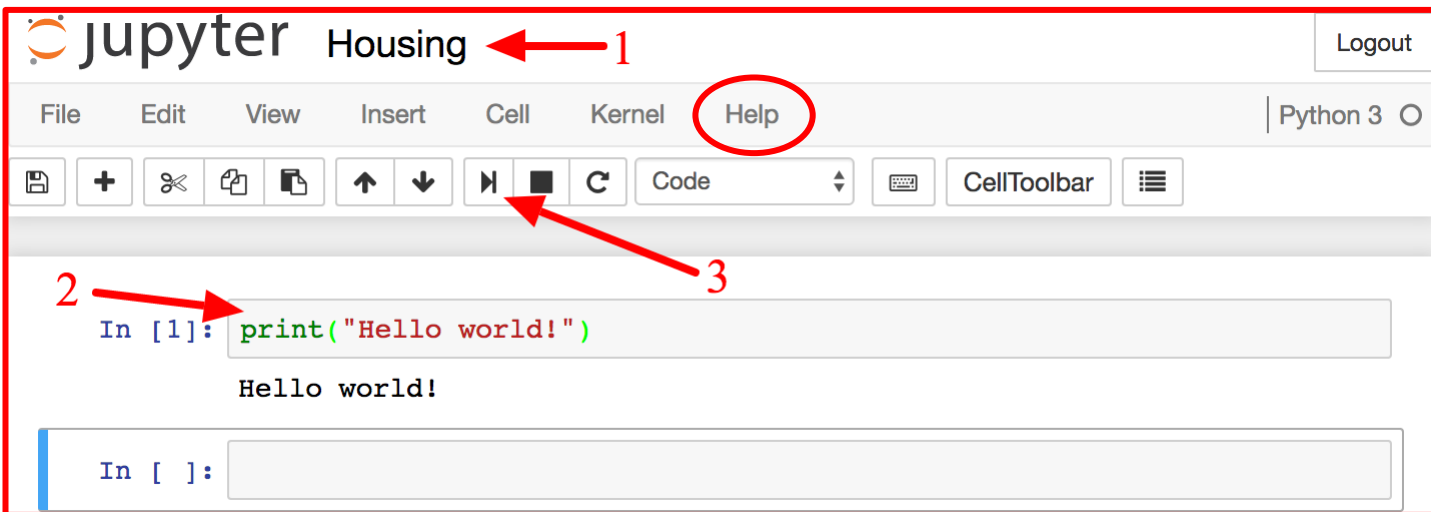 jupyter Housing 1 Logout
File Edit View Insert Cell Kernel Help Python 3
Code CellToolbar
3
2
In [1]: print("Hello world!")
Hello world!
In [ ]: